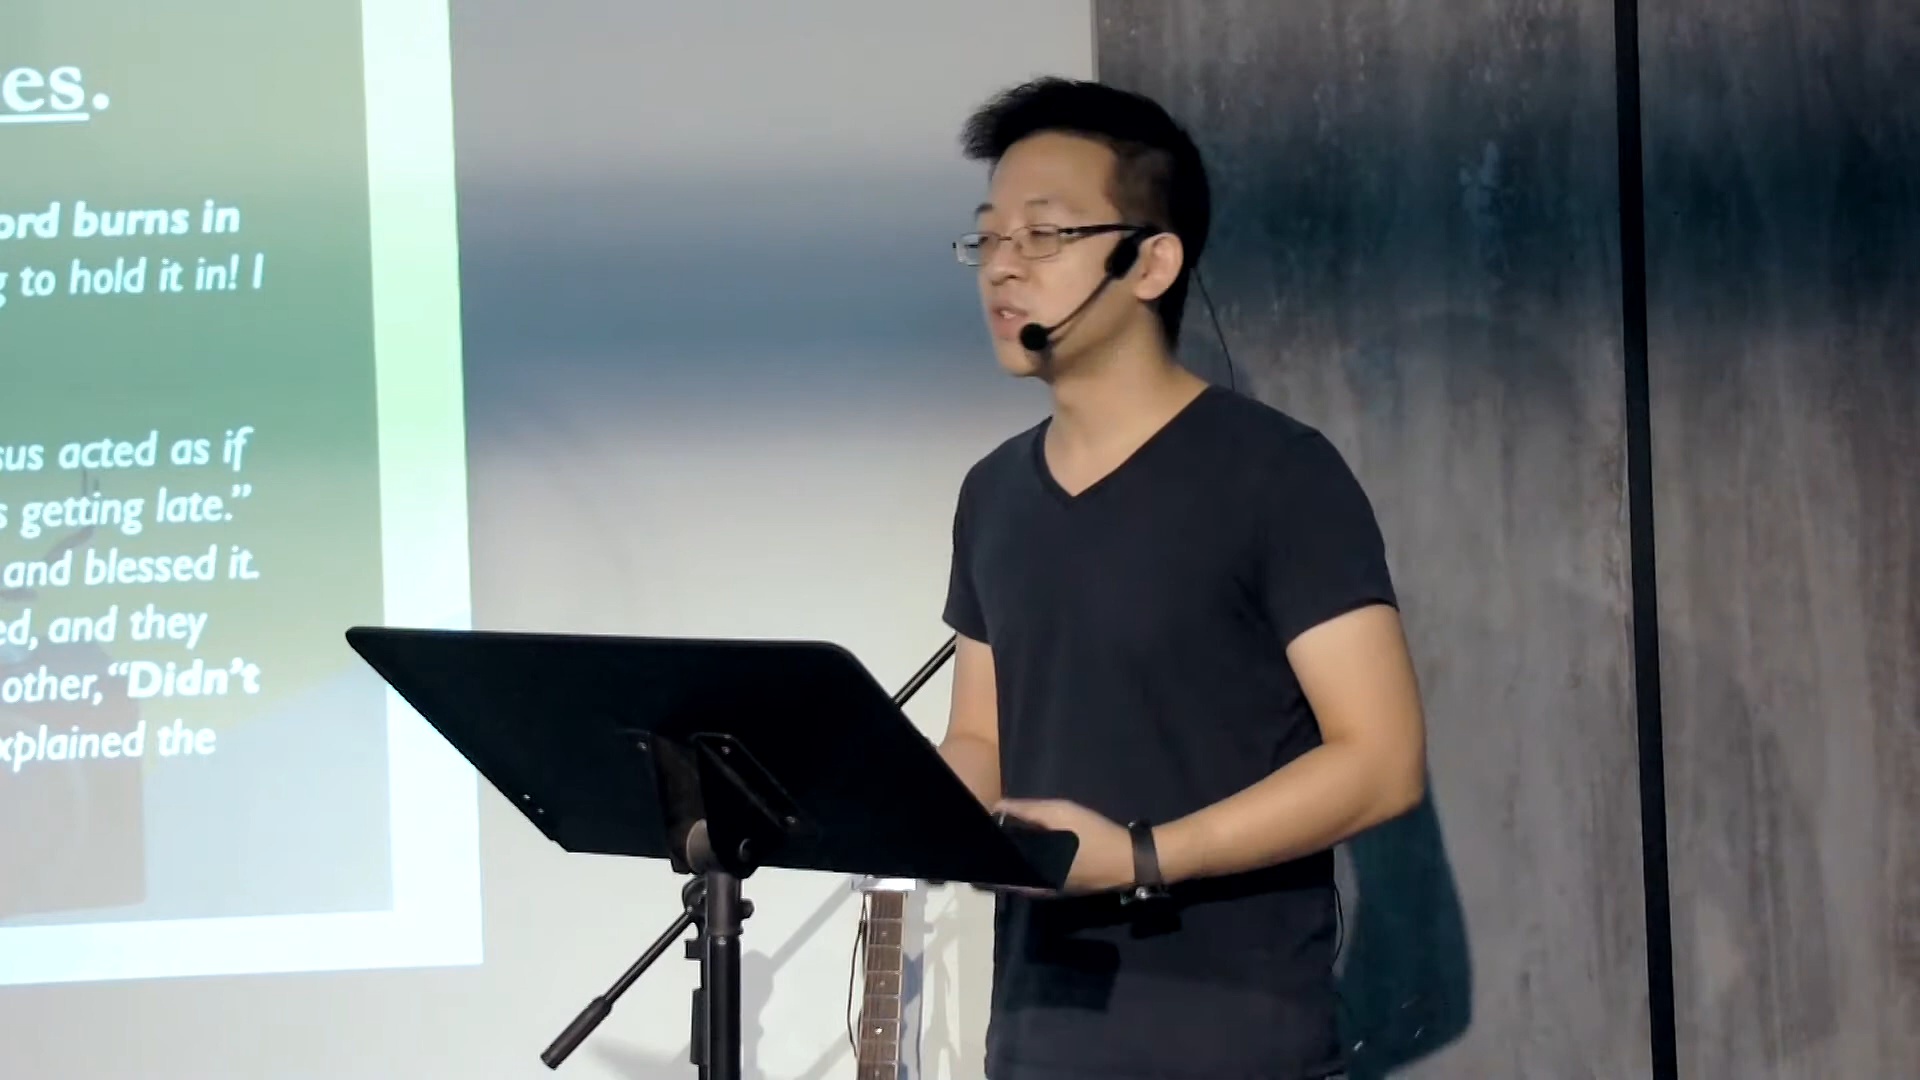 es.
ord burns in
to hold it in! I
sus acted as if
s getting late.”
and blessed it.
ed, and they
other, “Didn’t
xplained the